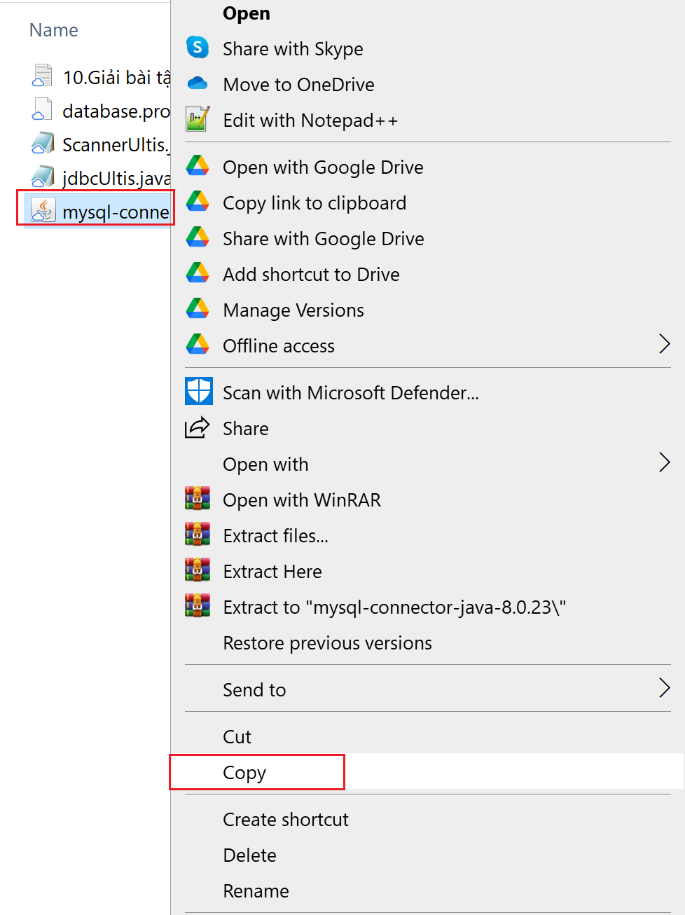 Name
10.Giải bài tậ
database.pro
ScannerUltis.j
jdbcUltis.java
mysql-conne
Open
Share with Skype
Move to OneDrive
Edit with Notepad++
Open with Google Drive
Copy link to clipboard
Share with Google Drive
Add shortcut to Drive
Manage Versions
Offline access
Scan with Microsoft Defender...
Share
Open with
Open with WinRAR
Extract files...
Extract Here
Extract to "mysql-connector-java-8.0.23\"
Restore previous versions
Send to
Cut
Copy
Create shortcut
Delete
Rename